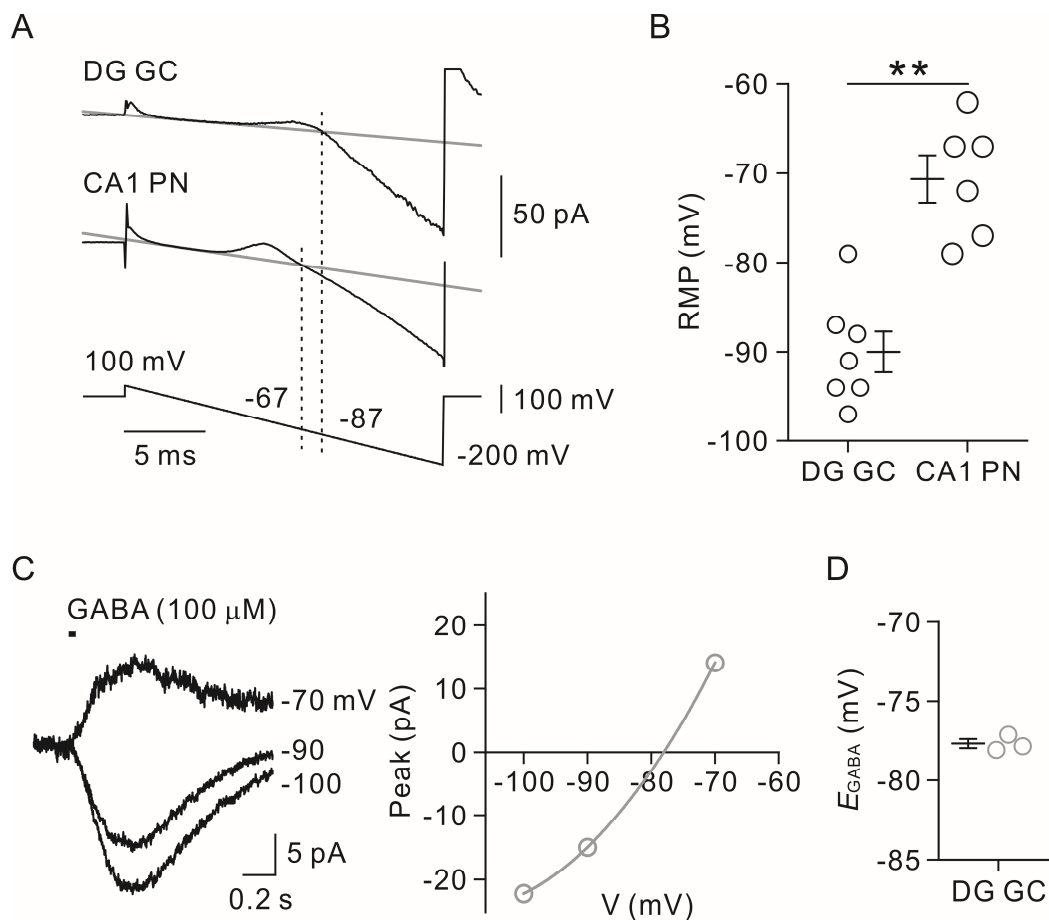 A
DG GC
CA1 PN
50 pA
100 mV
-67
-87
100 mV
5 ms
-200 mV
B
**
RMP (mV)
-60
-70
-80
-90
-100
DG GC
CA1 PN
C
GABA (100 μM)
-70 mV
-90
-100
5 pA
0.2 s
Peak (pA)
20
10
0
-10
-20
-100
-90
-80
-70
-60
V (mV)
D
EGABA (mV)
-70
-75
-80
-85
DG GC